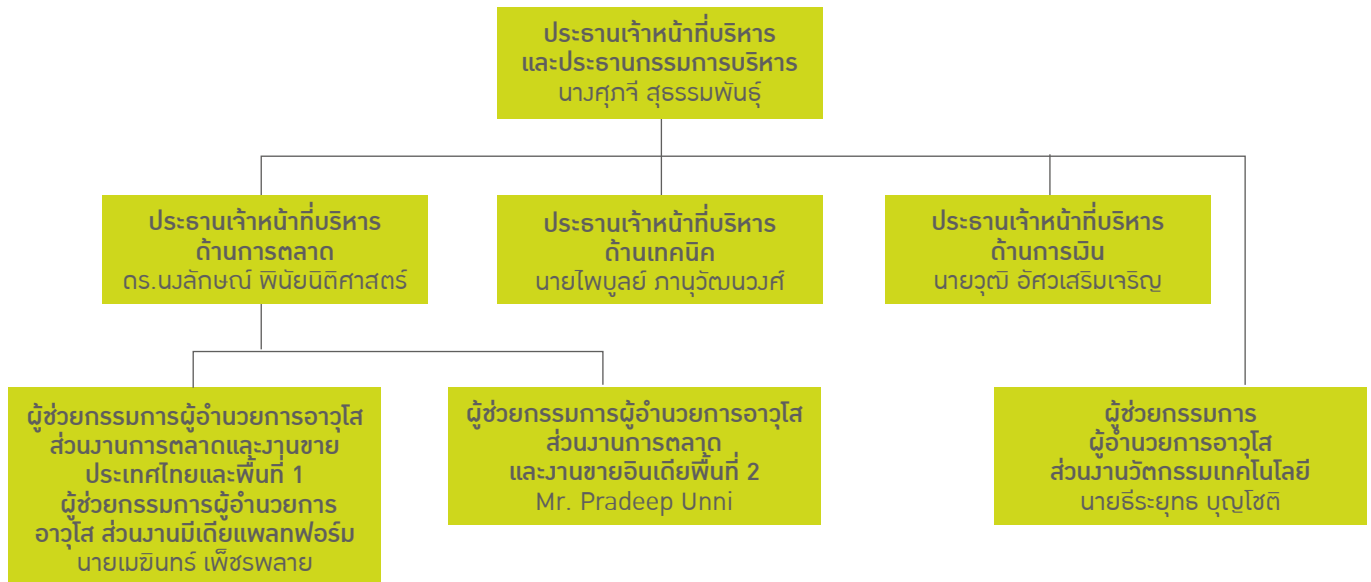 ประธานเจ้าหน้าที่บริหาร
และประธานกรรมการบริหาร
นางศุภจี สุธรรมพันธุ์
ประธานเจ้าหน้าที่บริหาร
ด้านการตลาด
ดร.นงลักษณ์ พินัยนิติศาสตร์
ประธานเจ้าหน้าที่บริหาร
ด้านเทคนิค
นายไพบูลย์ ภานุวัฒนวงศ์
ประธานเจ้าหน้าที่บริหาร
ด้านการเงิน
นายวุฒิ อัศวเสริมเจริญ
ผู้ช่วยกรรมการผู้อำนวยการอาวุโส
ส่วนงานการตลาดและงานขาย
ประเทศไทยและพื้นที่ 1
ผู้ช่วยกรรมการผู้อำนวยการ
อาวุโส ส่วนงานมีเดียแพลทฟอร์ม
นายเมฆินทร์ เพ็ชรพลาย
ผู้ช่วยกรรมการผู้อำนวยการอาวุโส
ส่วนงานการตลาด
และงานขายอินเดียพื้นที่ 2
Mr. Pradeep Unni
ผู้ช่วยกรรมการ
ผู้อำนวยการอาวุโส
ส่วนงานวัตกรรมเทคโนโลยี
นายธีระยุทธ บุญโชติ